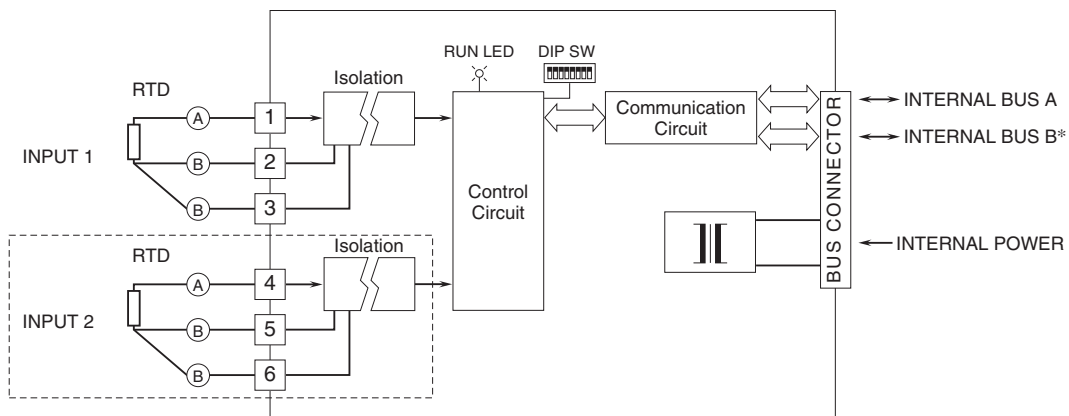 RUN LED
DIP SW
Isolation
RTD
A
1
INPUT 1
B
2
B
3
Control
Circuit
Communication
Circuit
BUS CONNECTOR
INTERNAL BUS A
INTERNAL BUS B*
INTERNAL POWER
Isolation
RTD
A
4
INPUT 2
B
5
B
6